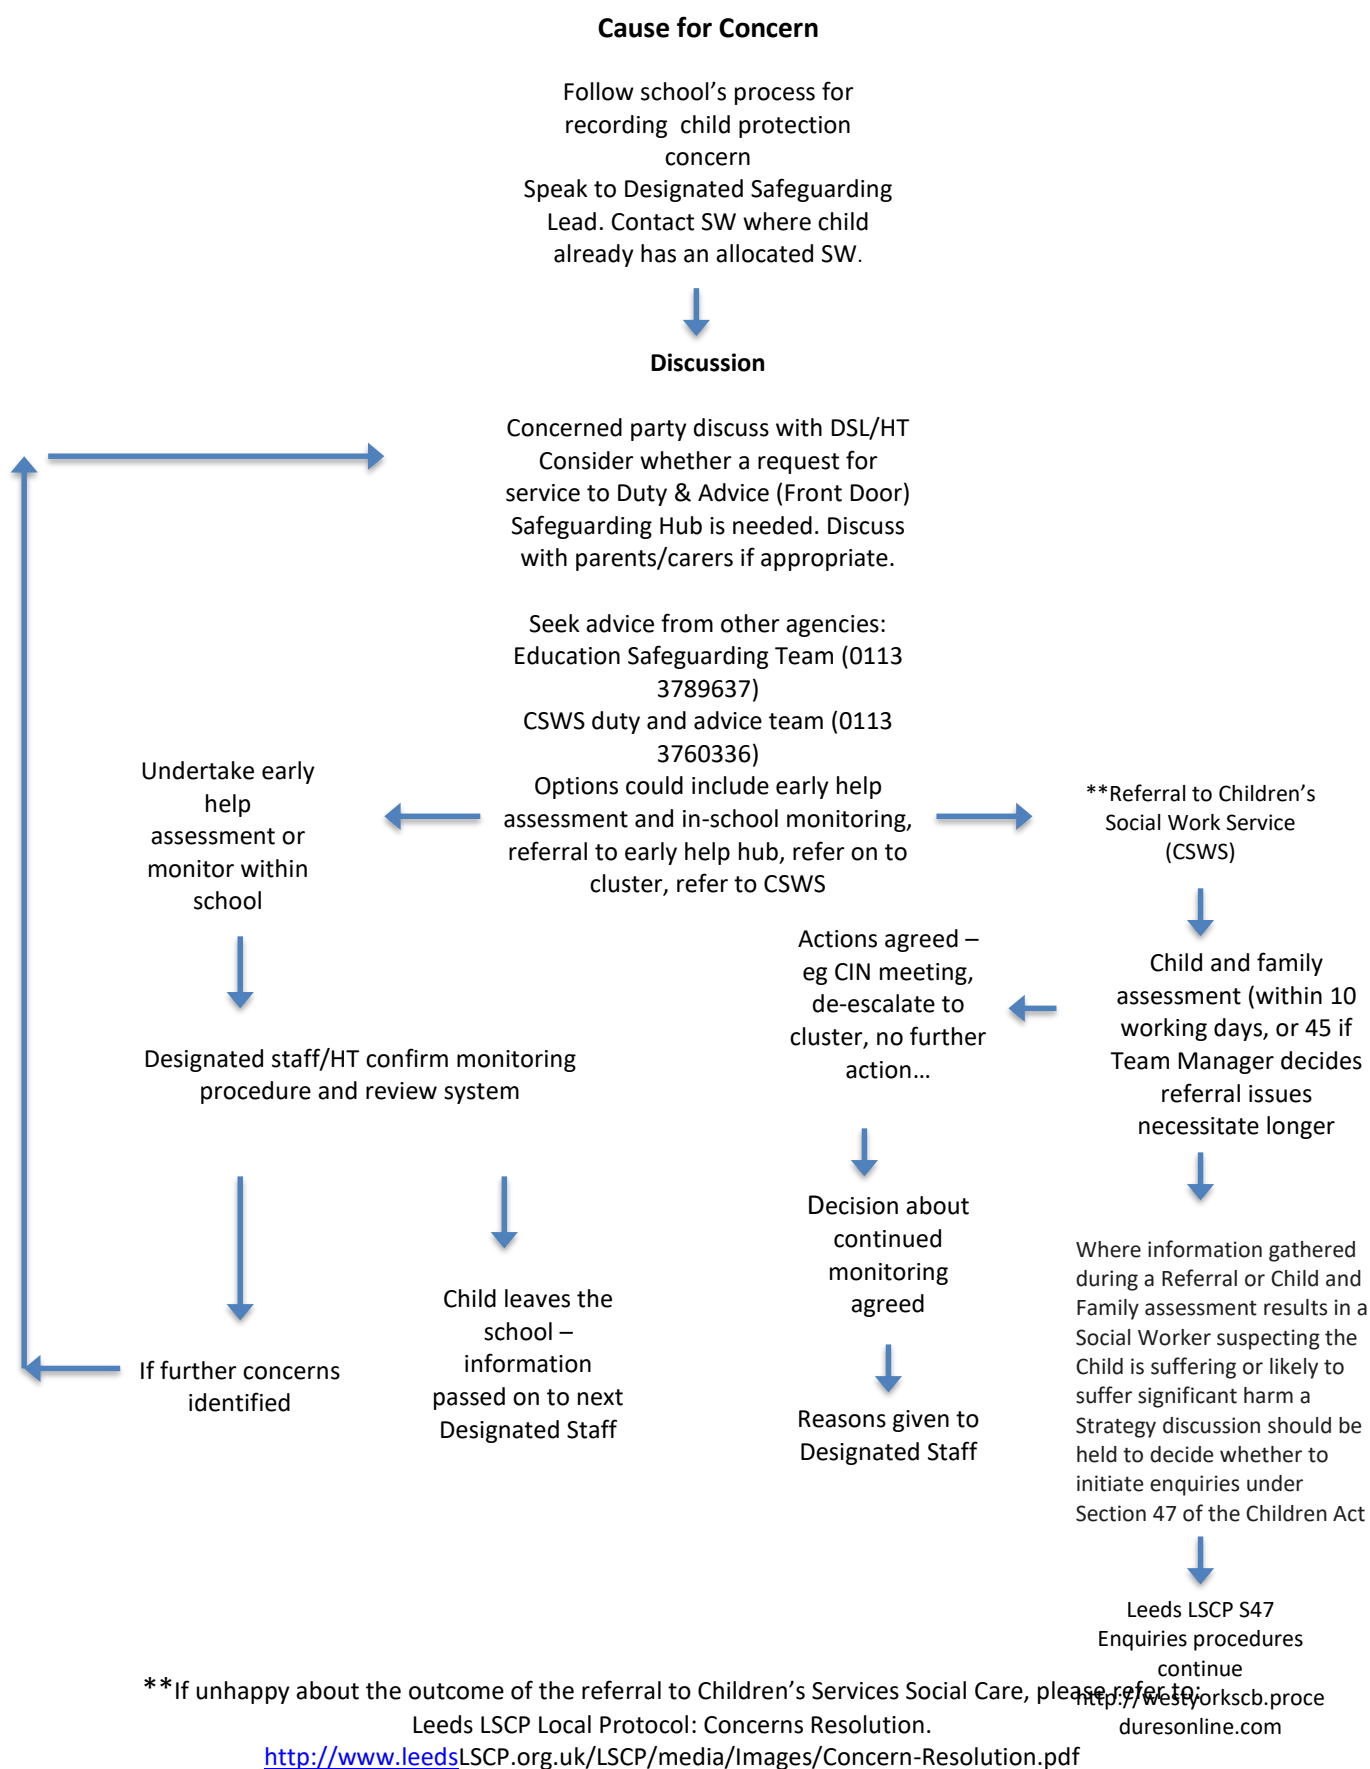 Cause for Concern
Follow school's process for
recording  child protection
concern
Speak to Designated Safeguarding
Lead. Contact SW where child
already has an allocated SW.
Discussion
Concerned party discuss with DSL/HT
Consider whether a request for
service to Duty & Advice (Front Door)
Safeguarding Hub is needed. Discuss
with parents/carers if appropriate.
Seek advice from other agencies:
Education Safeguarding Team (0113
3789637)
CSWS duty and advice team (0113
3760336)
Options could include early help
assessment and in-school monitoring,
referral to early help hub, refer on to
cluster, refer to CSWS
Undertake early
help
assessment or
monitor within
school
Designated staff/HT confirm monitoring
procedure and review system
If further concerns
identified
Child leaves the
school –
information
passed on to next
Designated Staff
**Referral to Children's
Social Work Service
(CSWS)
Child and family
assessment (within 10
working days, or 45 if
Team Manager decides
referral issues
necessitate longer
Actions agreed –
eg CIN meeting,
de-escalate to
cluster, no further
action…
Decision about
continued
monitoring
agreed
Reasons given to
Designated Staff
Where information gathered
during a Referral or Child and
Family assessment results in a
Social Worker suspecting the
Child is suffering or likely to
suffer significant harm a
Strategy discussion should be
held to decide whether to
initiate enquiries under
Section 47 of the Children Act
Leeds LSCP S47
Enquiries procedures
continue
http://westyorkscb.proce
duresonline.com
**If unhappy about the outcome of the referral to Children's Services Social Care, please refer to:
Leeds LSCP Local Protocol: Concerns Resolution.
http://www.leedsLSCP.org.uk/LSCP/media/Images/Concern-Resolution.pdf